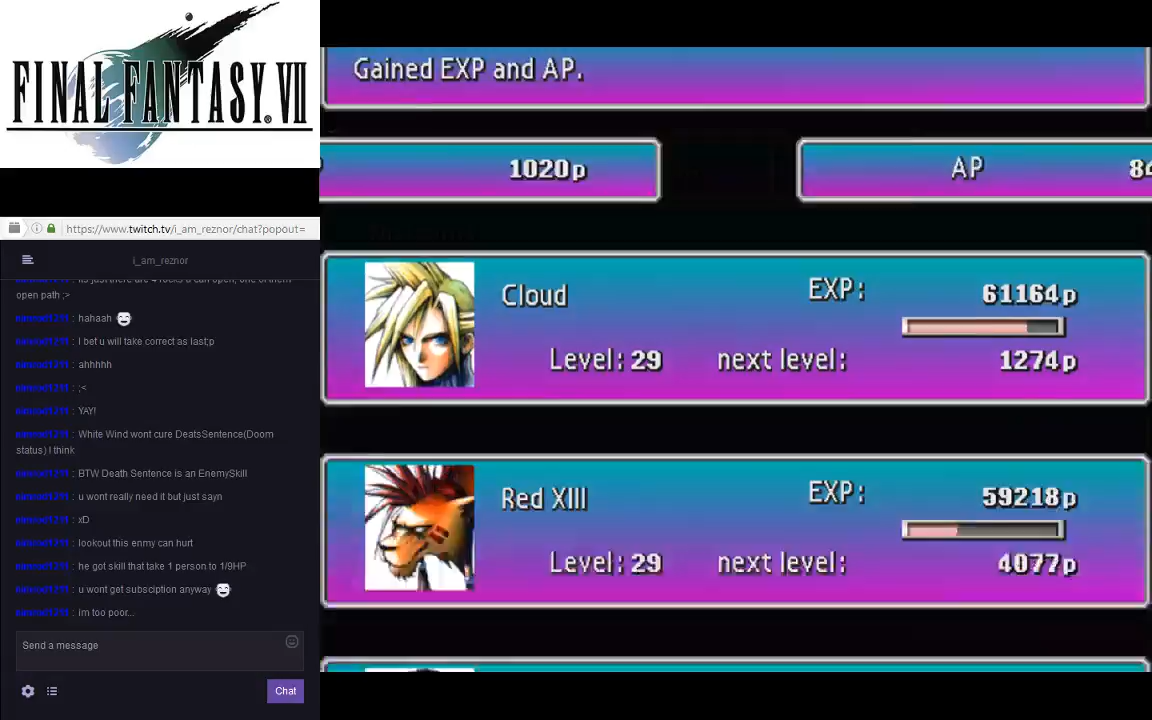 FINAL FANTASY. VII
Gained EXP and AP.
1020p
AP
84
https://www.twitch.tv/i_am_reznor/chat?popout=
i_am_reznor
open path ;>
: hahaah
: I bet u will take correct as last;p
: ahhhhh
: ;<
: YAY!
: White Wind wont cure DeatsSentence(Doom
status) I think
: BTW Death Sentence is an EnemySkill
: u wont really need it but just sayn
: xD
: lookout this enmy can hurt
: he got skill that take 1 person to 1/9HP
: u wont get subsciption anyway
: im too poor...
Send a message
Chat
Cloud
EXP:
61164p
Level: 29
next level:
1274p
Red XIII
EXP:
59218p
Level: 29
next level:
4077p